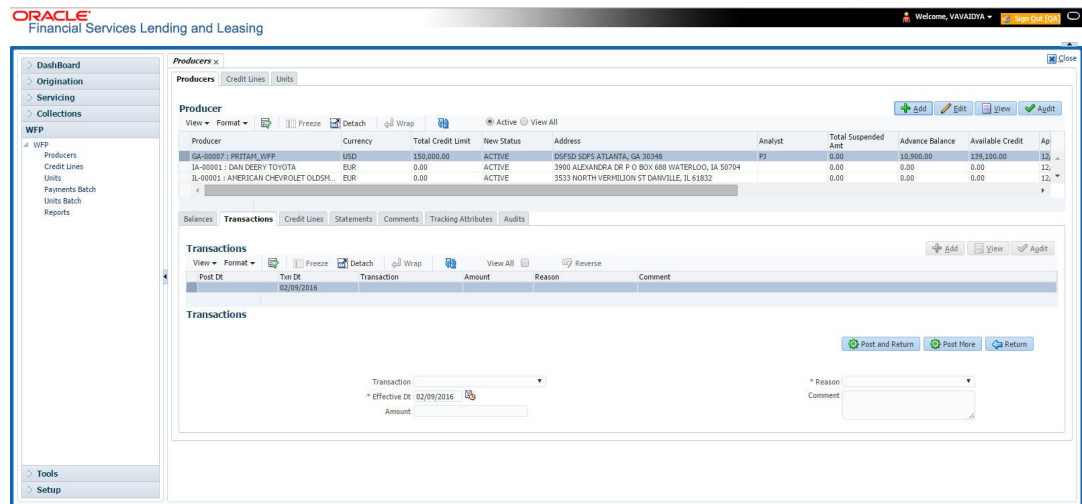 ORACLE
Financial Services Lending and Leasing
Welcome, VAVAIDYA
Sign Out [QA]
Close
DashBoard
Origination
Servicing
Collections
WFP
WFP
Producers
Credit Lines
Units
Payments Batch
Units Batch
Reports
Tools
Setup
Producers x
Producers Credit Lines Units
Producer
Add Edit View Audit
View Format Freeze Detach Wrap Active View All
Producer Currency Total Credit Limit New Status Address Analyst Total Suspended Amt Advance Balance Available Credit Ap
GA-00007 : PRITAM_WFP USD 150,000.00 ACTIVE DSFSD SDFS ATLANTA, GA 30348 PJ 0.00 10,900.00 139,100.00 12/
IA-00001 : DAN DEERY TOYOTA EUR 0.00 ACTIVE 3900 ALEXANDRA DR P O BOX 688 WATERLOO, IA 50704 0.00 0.00 0.00 12/
IL-00001 : AMERICAN CHEVROLET OLDSM... EUR 0.00 ACTIVE 3533 NORTH VERMILION ST DANVILLE, IL 61832 0.00 0.00 0.00 12/
Balances Transactions Credit Lines Statements Comments Tracking Attributes Audits
Transactions
Add View Audit
View Format Freeze Detach Wrap View All Reverse
Post Dt Txn Dt Transaction Amount Reason Comment
02/09/2016
Transactions
Post and Return Post More Return
Transaction
* Reason
* Effective Dt 02/09/2016
Comment
Amount